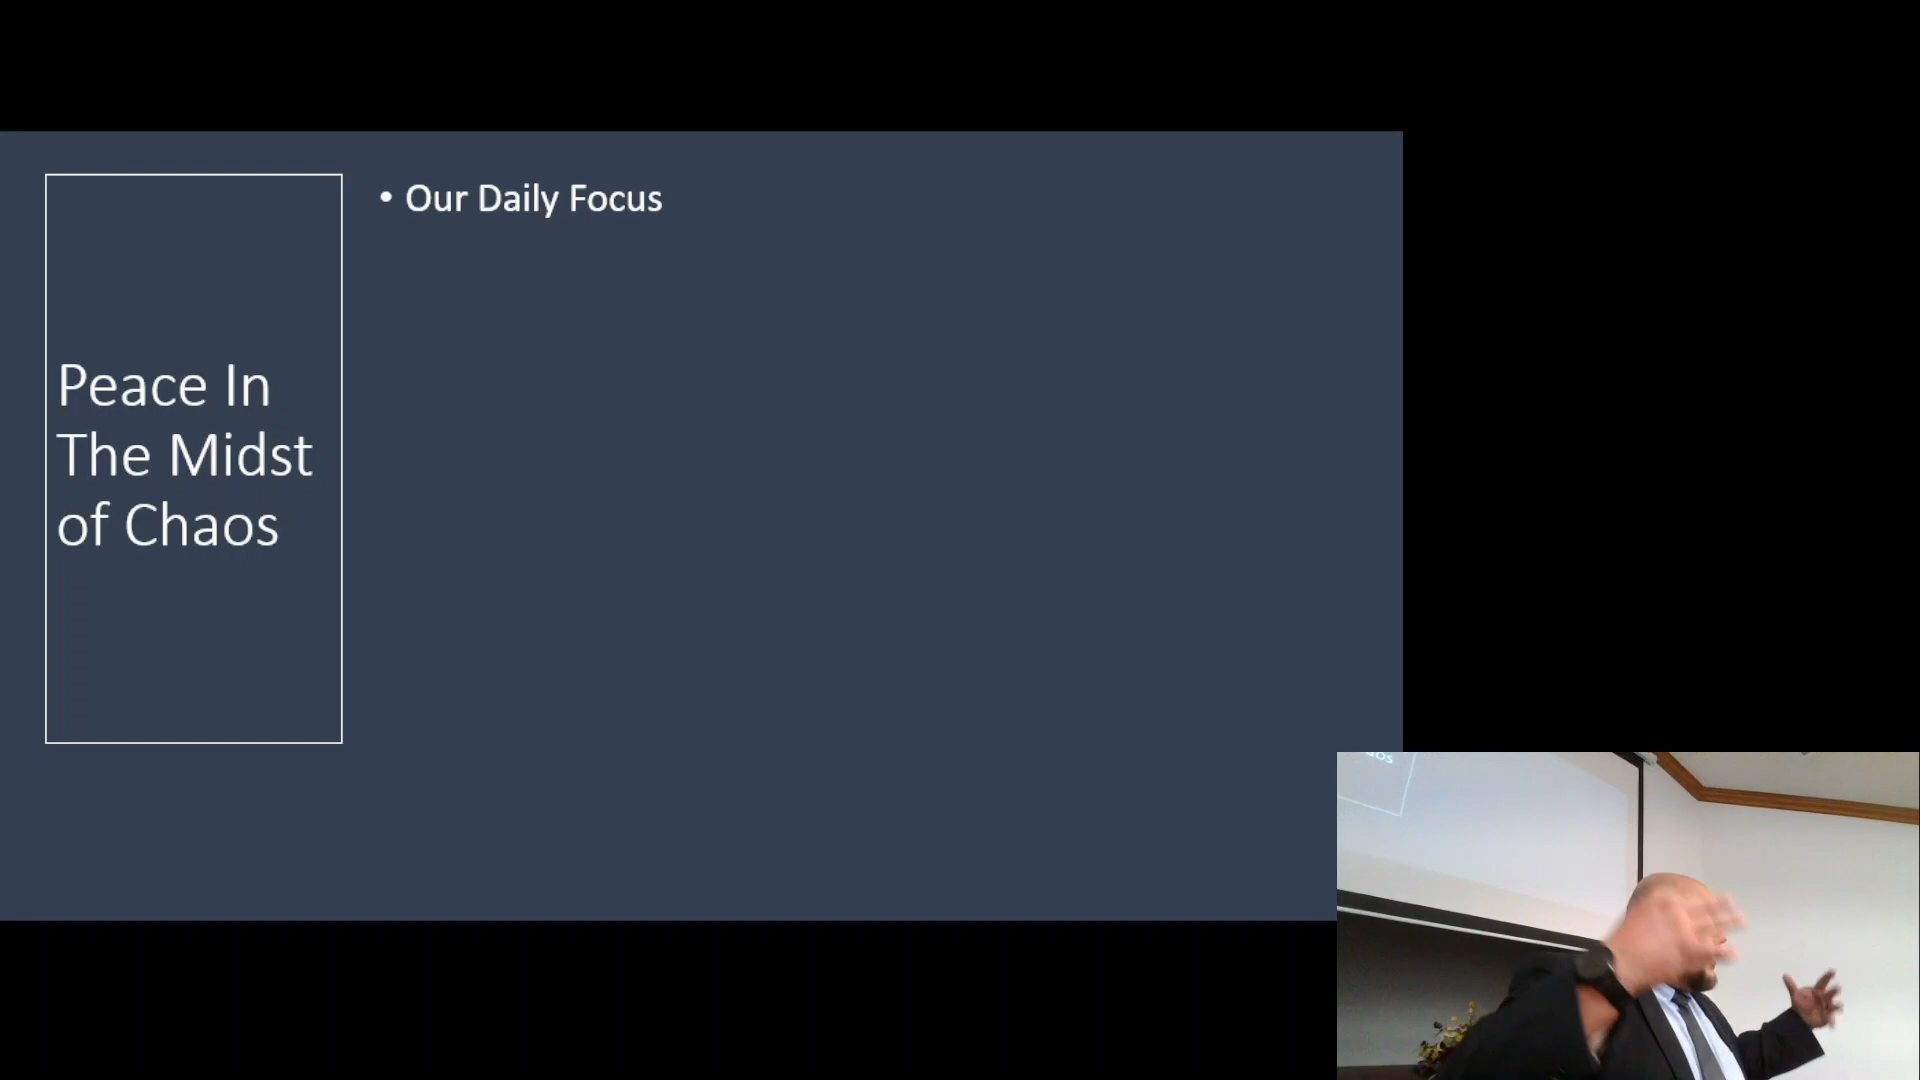 Peace In
The Midst
of Chaos
• Our Daily Focus